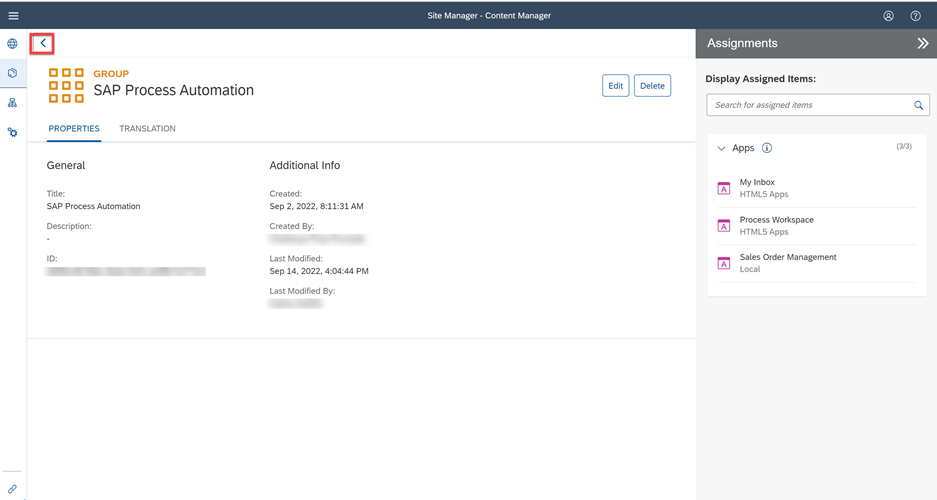 Site Manager - Content Manager
GROUP
SAP Process Automation
Edit
Delete
PROPERTIES
TRANSLATION
General
Title:
SAP Process Automation
Description:
-
ID:
Additional Info
Created:
Sep 2, 2022, 8:11:31 AM
Created By:
Last Modified:
Sep 14, 2022, 4:04:44 PM
Last Modified By:
Assignments
Display Assigned Items:
Search for assigned items
Apps
(3/3)
My Inbox
HTML5 Apps
Process Workspace
HTML5 Apps
Sales Order Management
Local